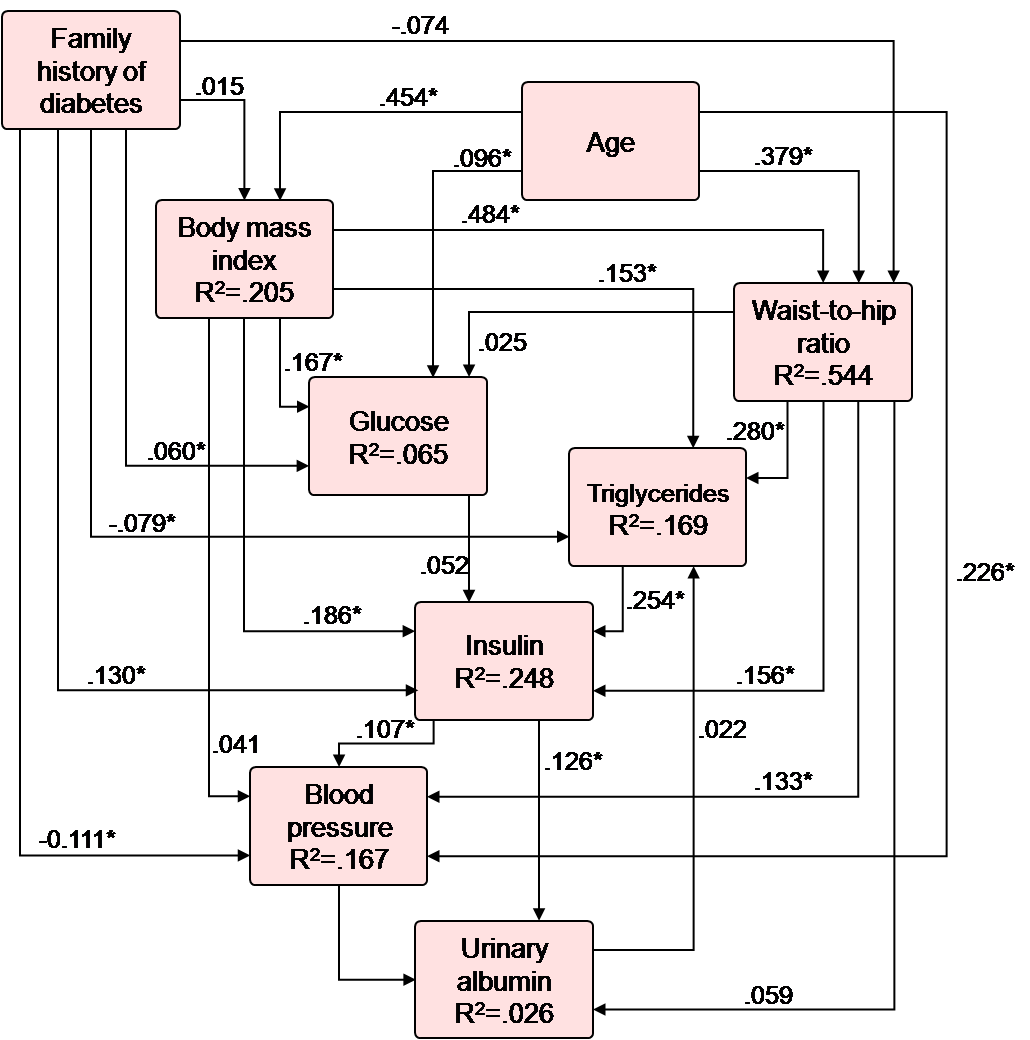 -.074
Family
history of
diabetes
.015
.454*
Age
.096*
.379*
Body mass
index
R²=.205
.484*
.153*
Waist-to-hip
ratio
R²=.544
.025
.167*
Glucose
R²=.065
.280*
.060*
Triglycerides
R²=.169
-.079*
.052
.226*
.254*
.186*
Insulin
R²=.248
.130*
.156*
.107*
.022
.041
.126*
.133*
Blood
pressure
R²=.167
-0.111*
Urinary
albumin
R²=.026
.059